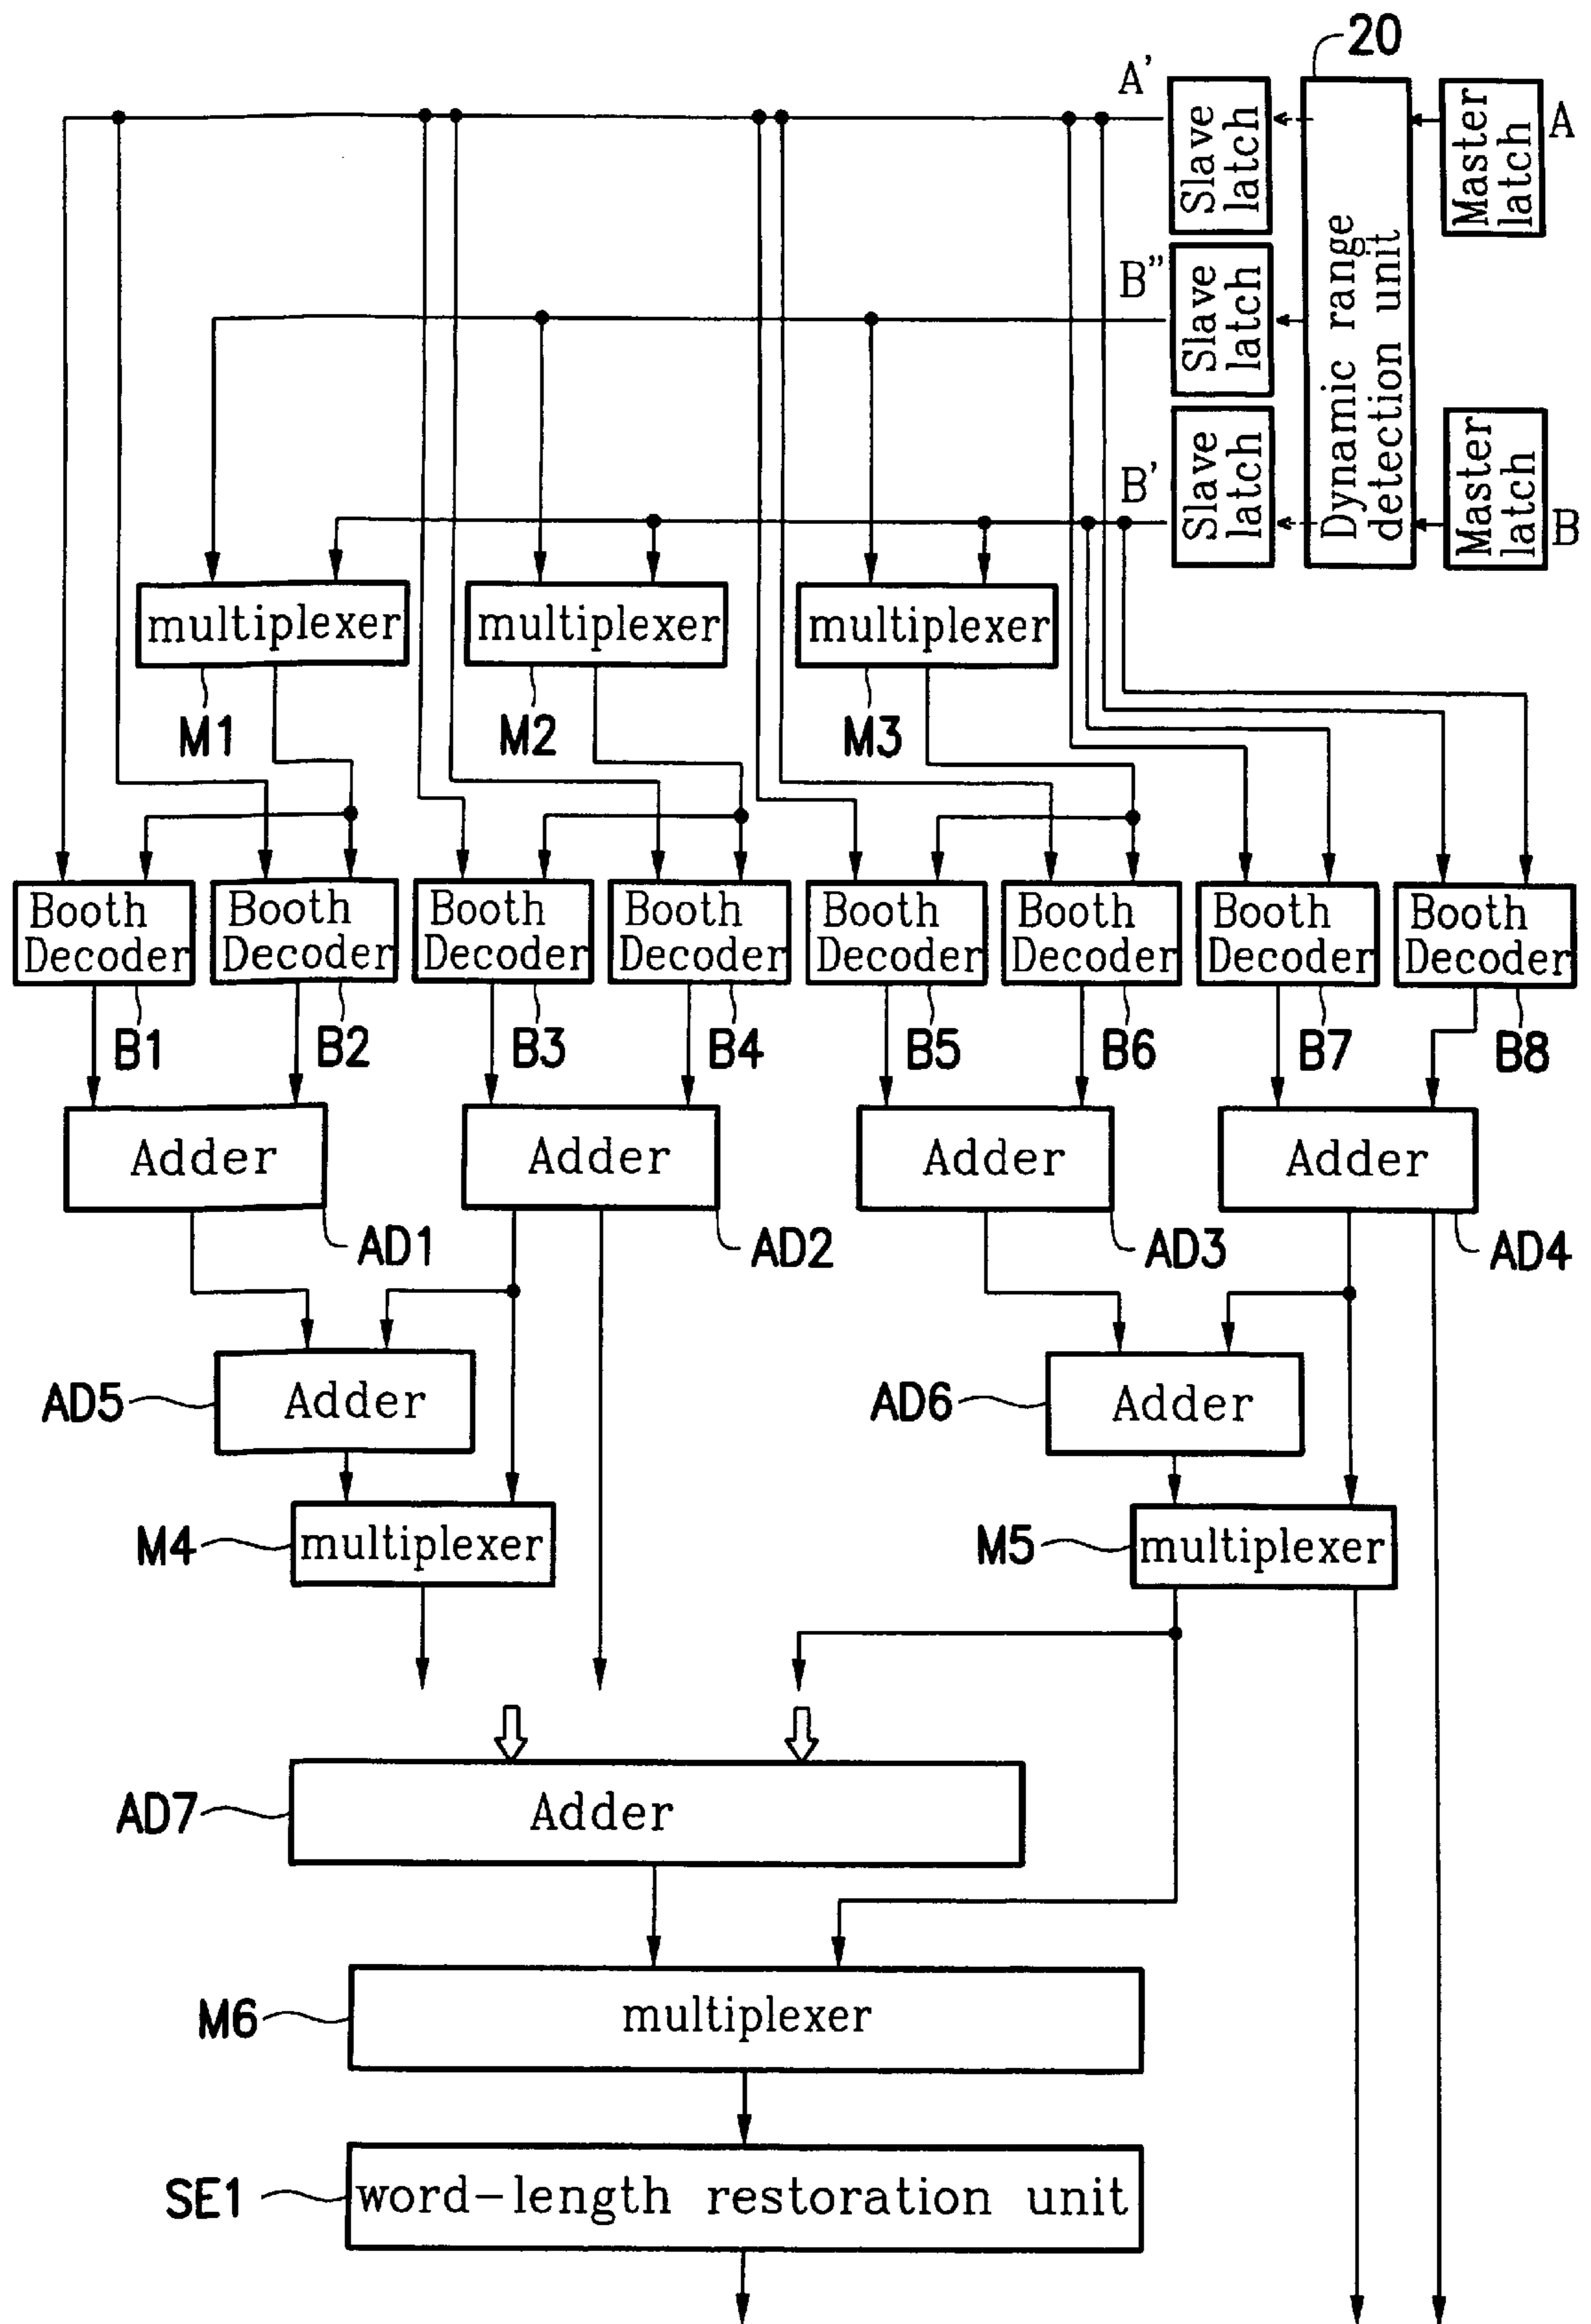 20
A'
Slave
latch
Master
latch
A
B"
Slave
latch
Dynamic range
detection unit
B'
Slave
latch
Master
latch
B
multiplexer
multiplexer
multiplexer
M1
M2
M3
Booth
Decoder
Booth
Decoder
Booth
Decoder
Booth
Decoder
Booth
Decoder
Booth
Decoder
Booth
Decoder
Booth
Decoder
B1
B2
B3
B4
B5
B6
B7
B8
Adder
Adder
Adder
Adder
AD1
AD2
AD3
AD4
AD5
Adder
AD6
Adder
M4
multiplexer
M5
multiplexer
AD7
Adder
M6
multiplexer
SE1
word-length restoration unit